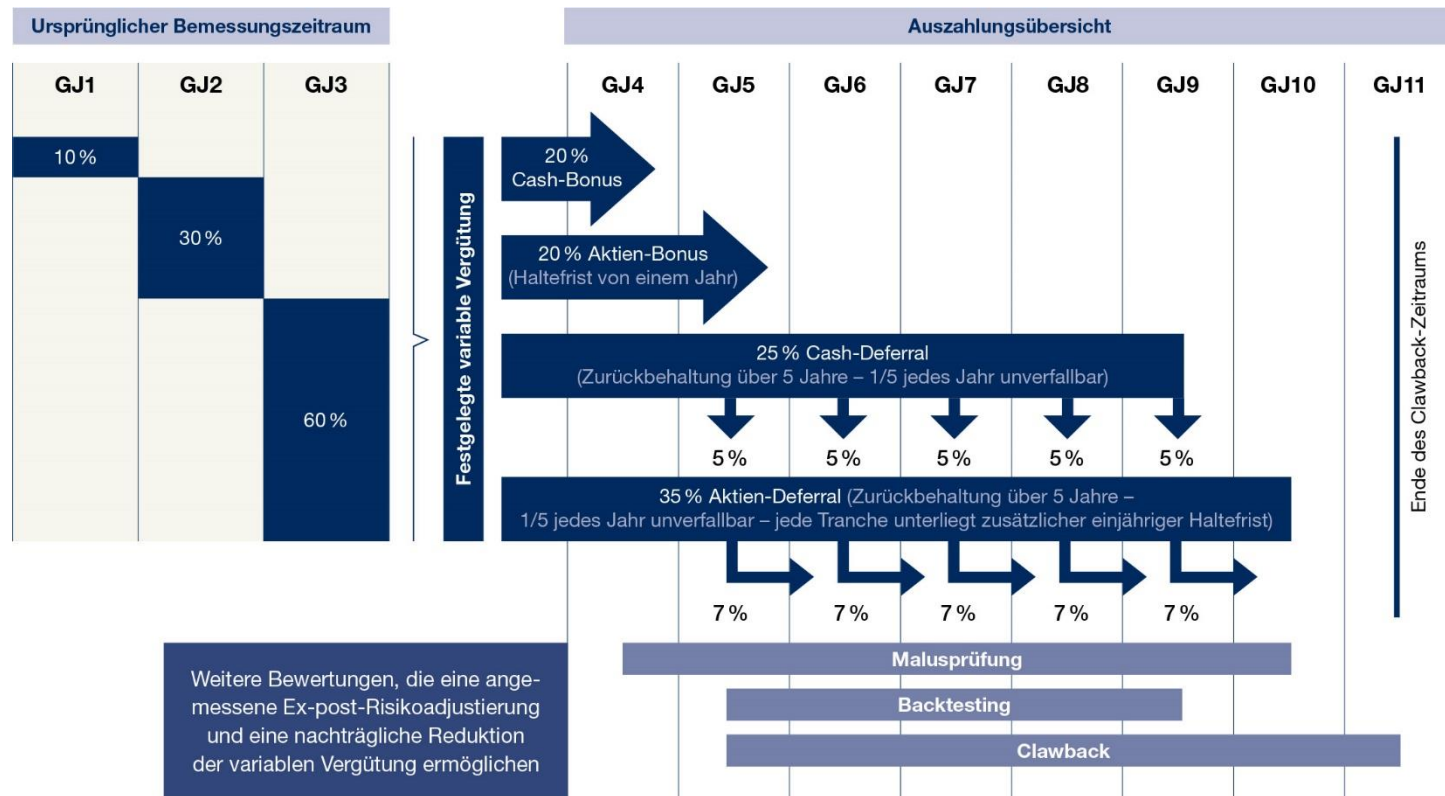 Ursprünglicher Bemessungszeitraum
Auszahlungsübersicht
GJ1
GJ2
GJ3
GJ4
GJ5
GJ6
GJ7
GJ8
GJ9
GJ10
GJ11
10 %
30 %
60 %
Festgelegte variable Vergütung
20 %
Cash-Bonus
20 % Aktien-Bonus
(Haltefrist von einem Jahr)
25 % Cash-Deferral
(Zurückbehaltung über 5 Jahre – 1/5 jedes Jahr unverfallbar)
5 %
5 %
5 %
5 %
5 %
35 % Aktien-Deferral (Zurückbehaltung über 5 Jahre –
1/5 jedes Jahr unverfallbar – jede Tranche unterliegt zusätzlicher einjähriger Haltefrist)
7 %
7 %
7 %
7 %
7 %
Ende des Clawback-Zeitraums
Weitere Bewertungen, die eine ange-
messene Ex-post-Risikoadjustierung
und eine nachträgliche Reduktion
der variablen Vergütung ermöglichen
Malusprüfung
Backtesting
Clawback